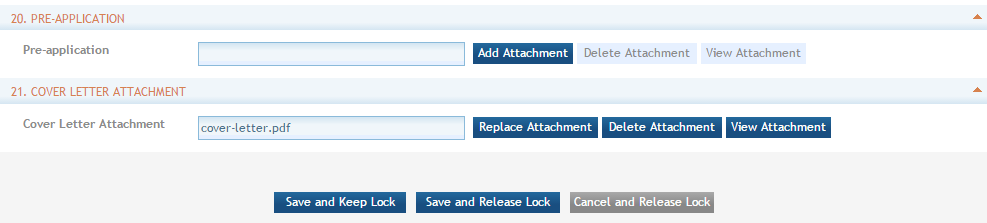 20. PRE-APPLICATION
Pre-application Add Attachment Delete Attachment View Attachment
21. COVER LETTER ATTACHMENT
Cover Letter Attachment cover-letter.pdf Replace Attachment Delete Attachment View Attachment
Save and Keep Lock Save and Release Lock Cancel and Release Lock